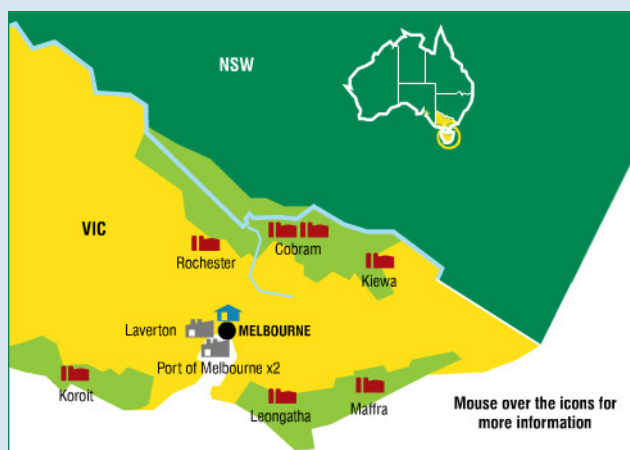 NSW
VIC
Rochester
Cobram
Kiewa
Laverton
MELBOURNE
Port of Melbourne x2
Koroit
Leongatha
Maffra
Mouse over the icons for
more information